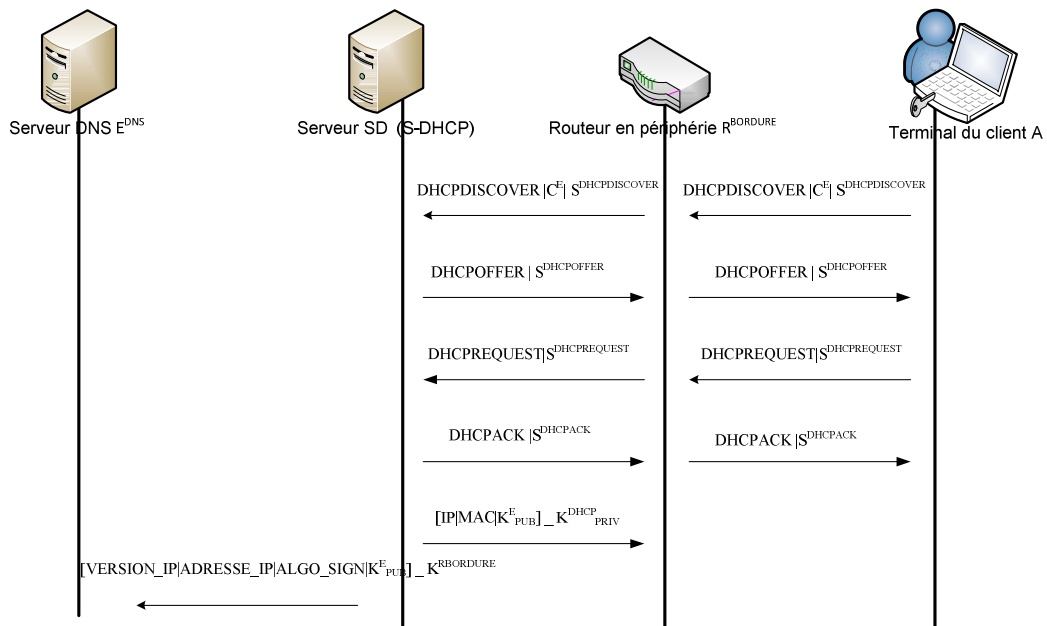 Serveur DNS E^DNS
Serveur SD (S-DHCP)
Routeur en périphérie R^BORDURE
Terminal du client A
DHCPDISCOVER|C^E| S^DHCPDISCOVER
DHCPDISCOVER|C^E| S^DHCPDISCOVER
DHCPOFFER | S^DHCPOFFER
DHCPOFFER | S^DHCPOFFER
DHCPREQUEST|S^DHCPREQUEST
DHCPREQUEST|S^DHCPREQUEST
DHCPACK |S^DHCPACK
DHCPACK |S^DHCPACK
[IP|MAC|K^E_PUB] _ K^DHCP_PRIV
[VERSION_IP|ADRESSE_IP|ALGO_SIGN|K^E_PUB] _ K^RBORDURE